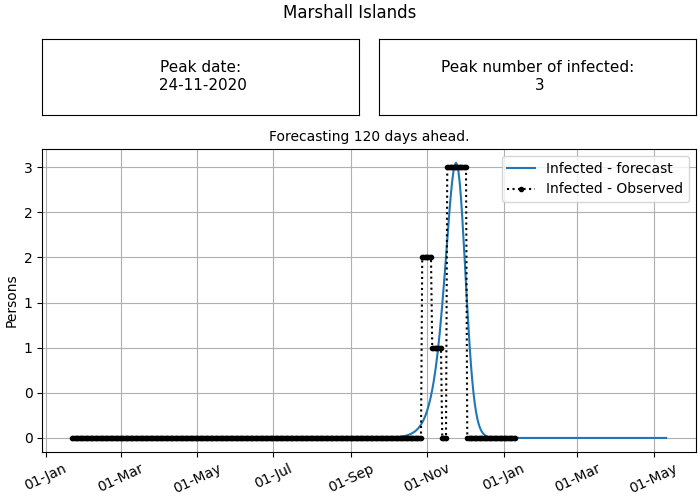 Marshall Islands
Peak date:
24-11-2020
Peak number of infected:
3
Forecasting 120 days ahead.
Infected - forecast
Infected - Observed
Persons
3
2
2
1
1
0
0
01-Jan
01-Mar
01-May
01-Jul
01-Sep
01-Nov
01-Jan
01-Mar
01-May